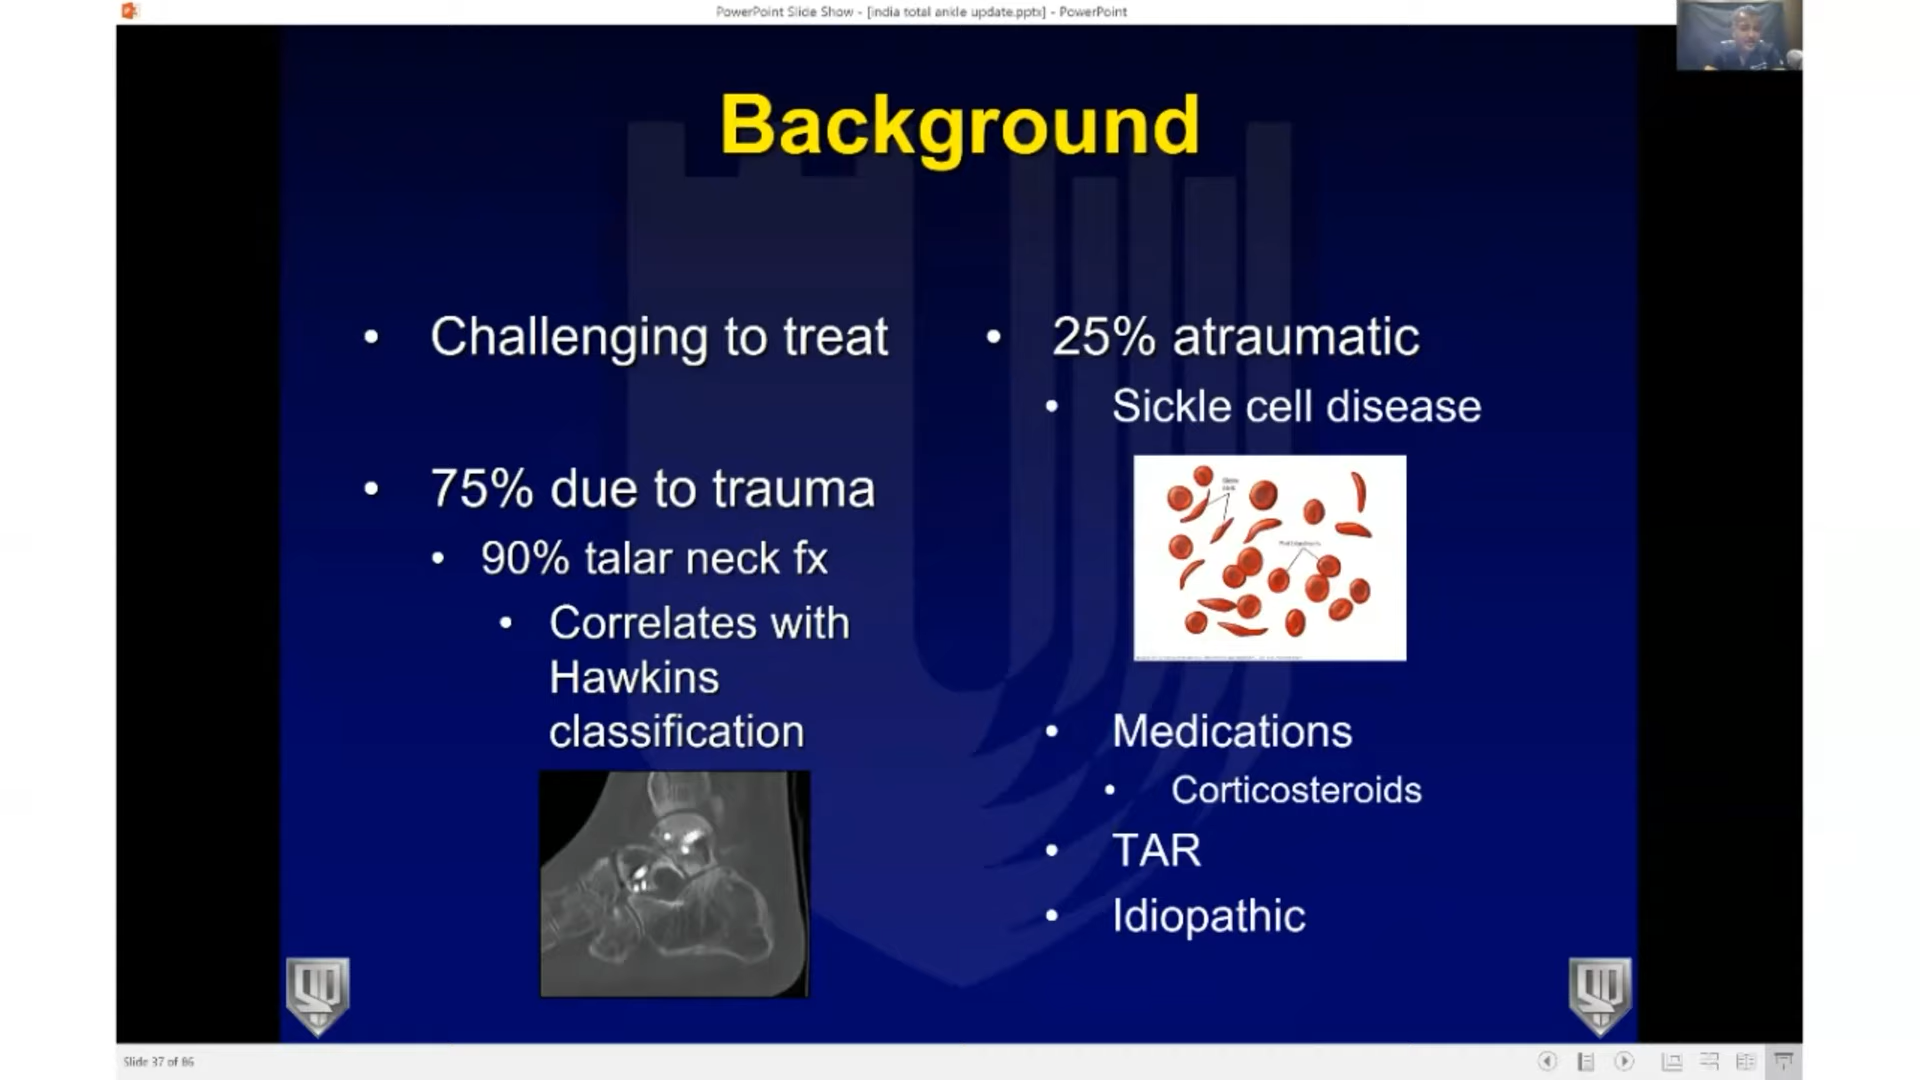 PowerPoint Slide Show - [india total ankle update.pptx] - PowerPoint
Background
Challenging to treat
75% due to trauma
90% talar neck fx
Correlates with
Hawkins
classification
25% atraumatic
Sickle cell disease
Medications
Corticosteroids
TAR
Idiopathic
Slide 37 of 86